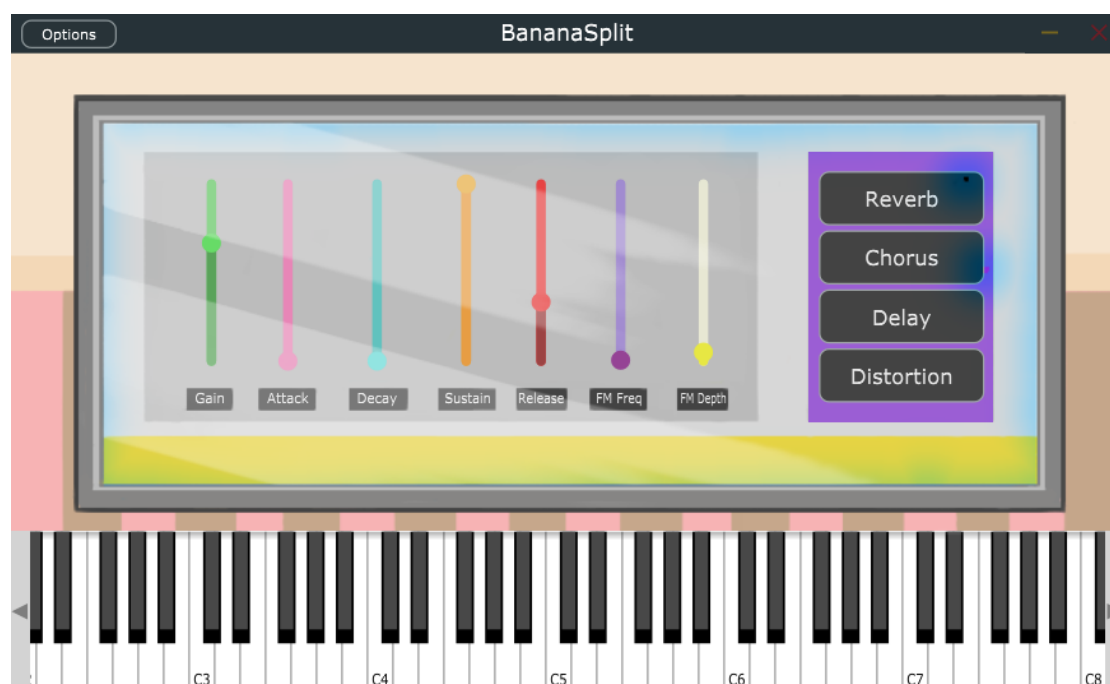 Options
BananaSplit
Reverb
Chorus
Delay
Distortion
Gain Attack Decay Sustain Release FM Freq FM Depth
C3 C4 C5 C6 C7 C8